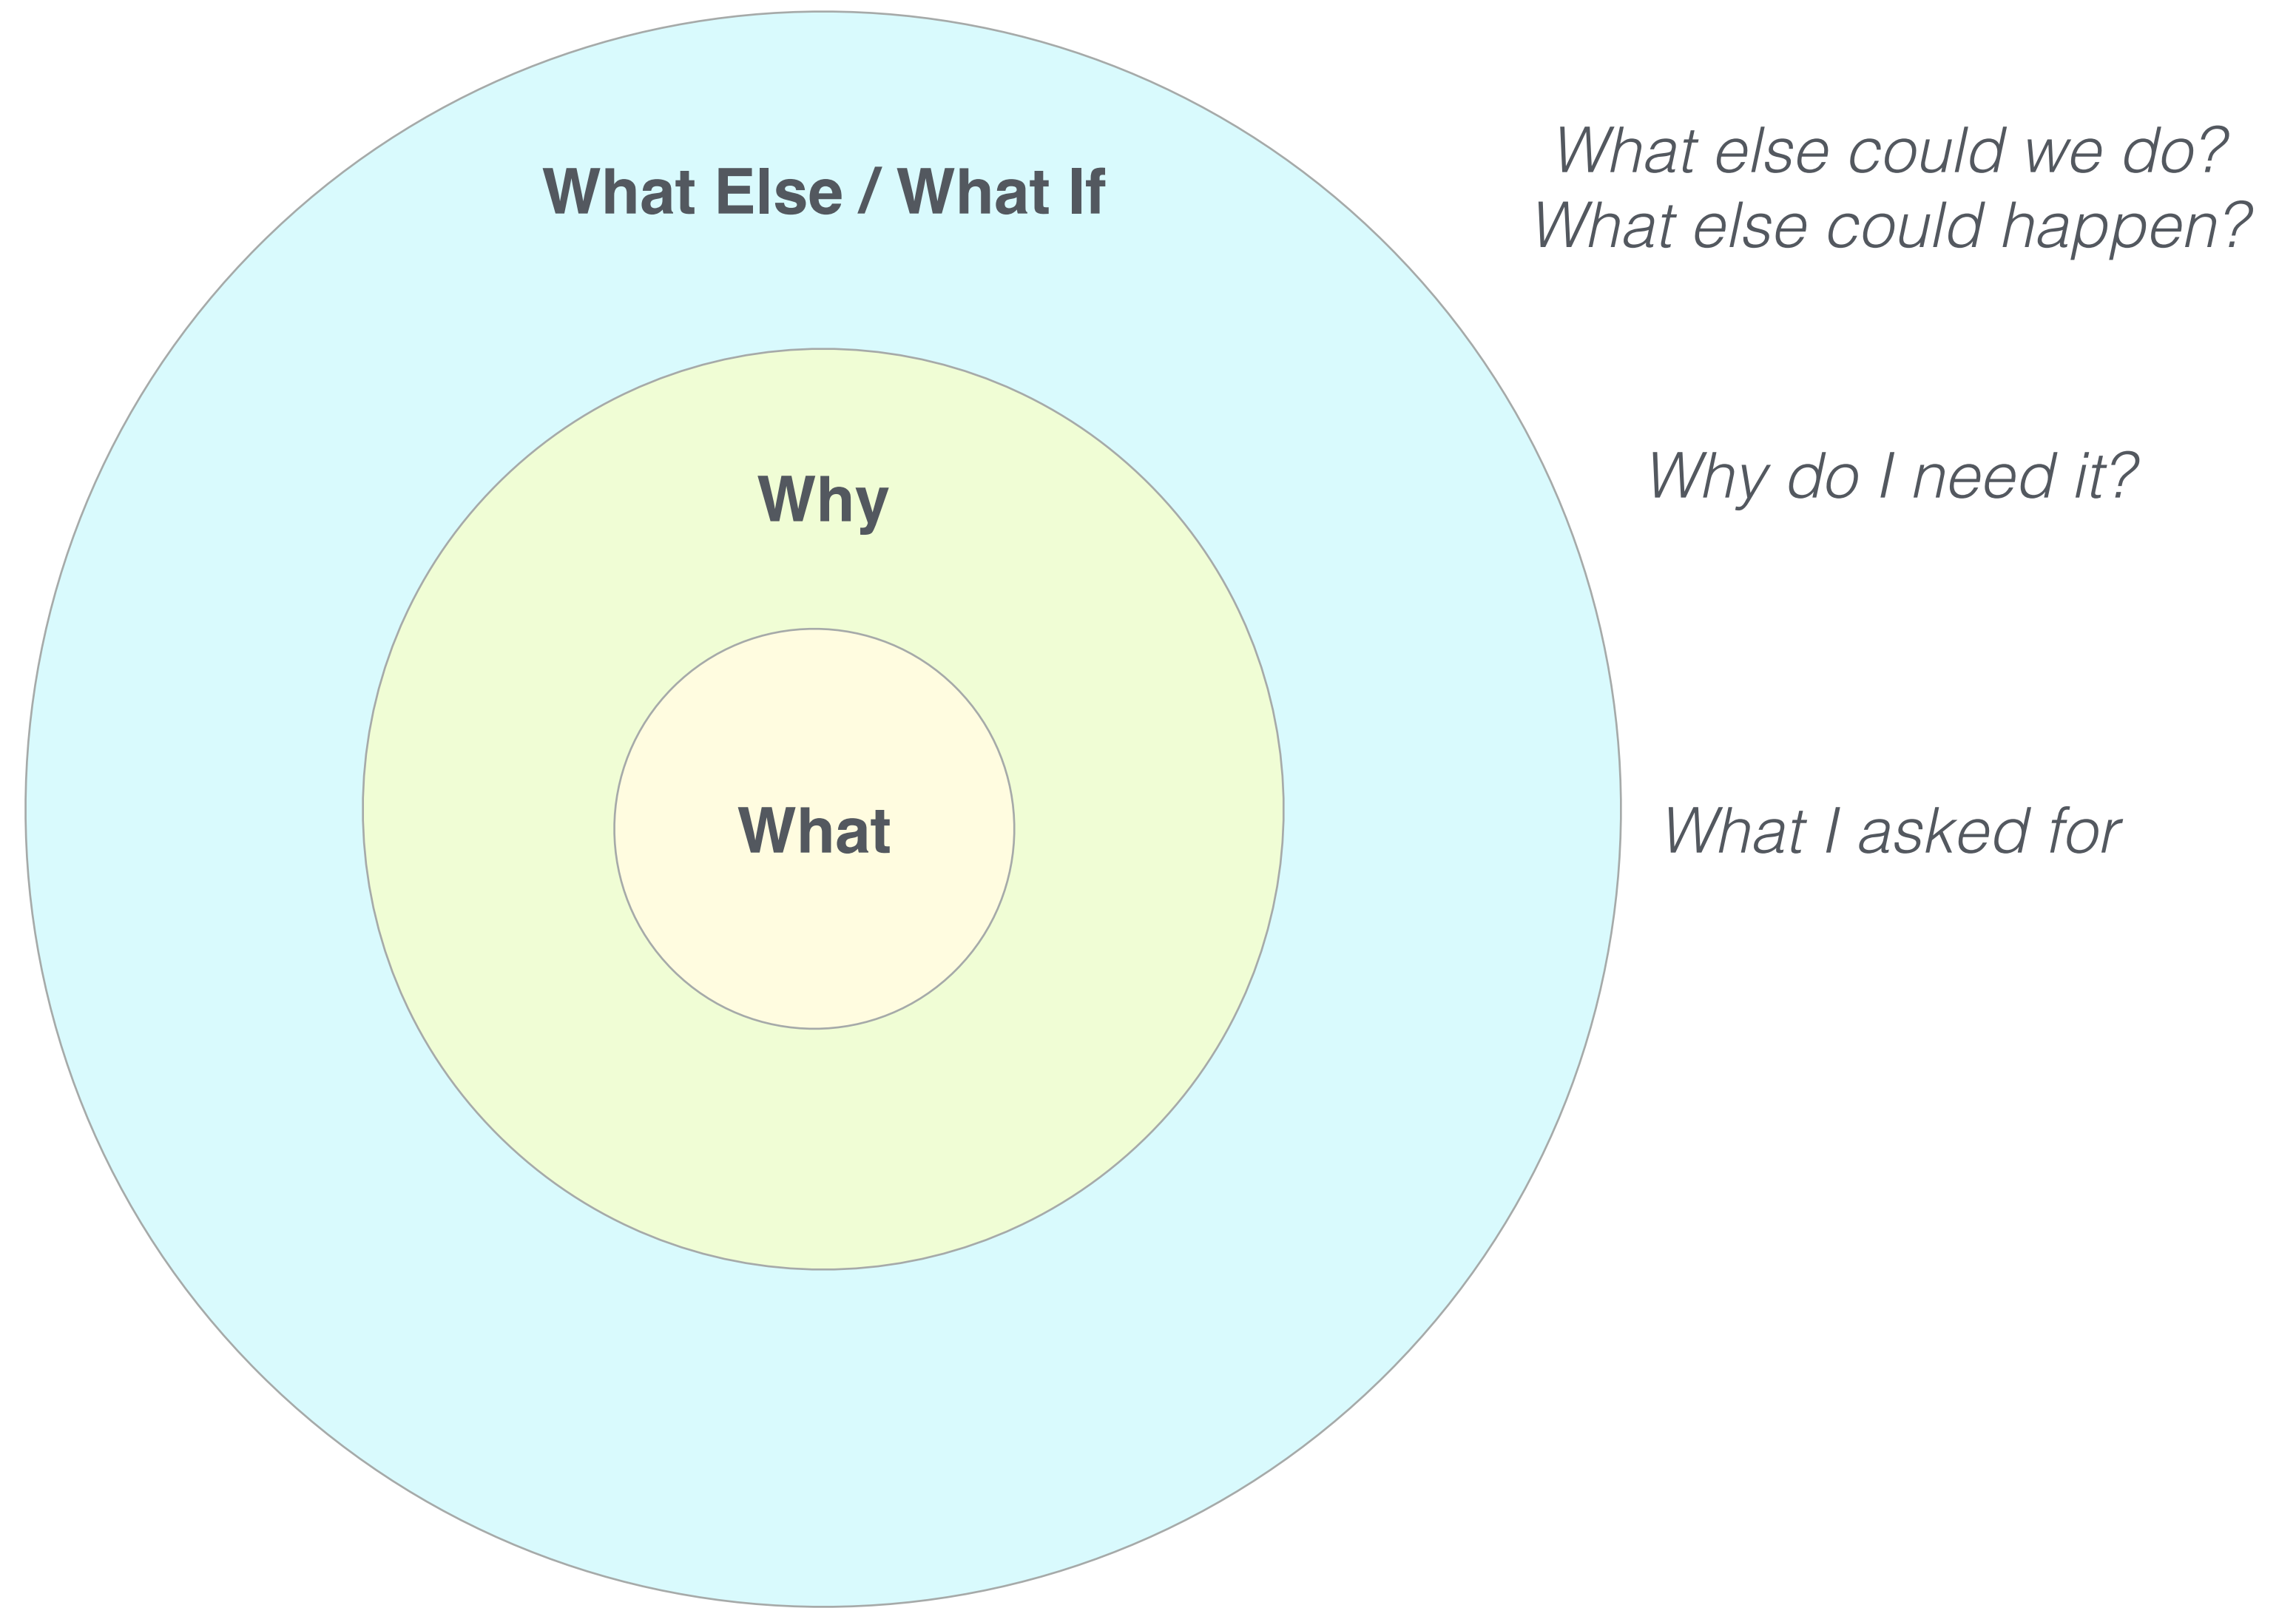 What else could we do?
What else could happen?
What Else / What If
Why do I need it?
Why
What I asked for
What